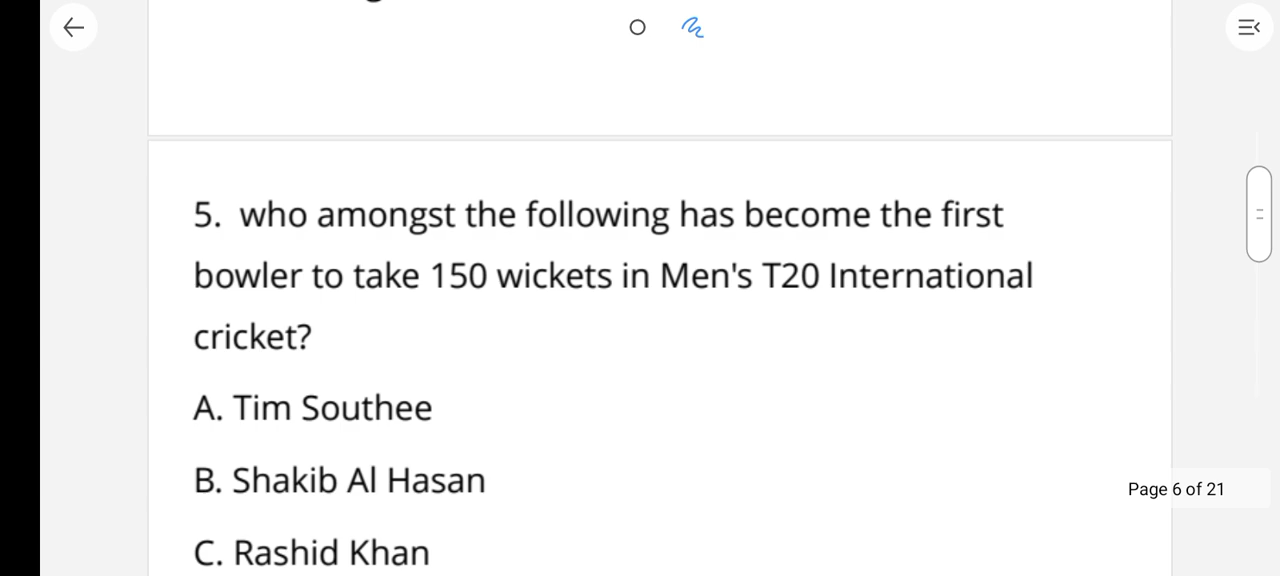 5. who amongst the following has become the first
bowler to take 150 wickets in Men's T20 International
cricket?
A. Tim Southee
B. Shakib Al Hasan
Page 6 of 21
C. Rashid Khan